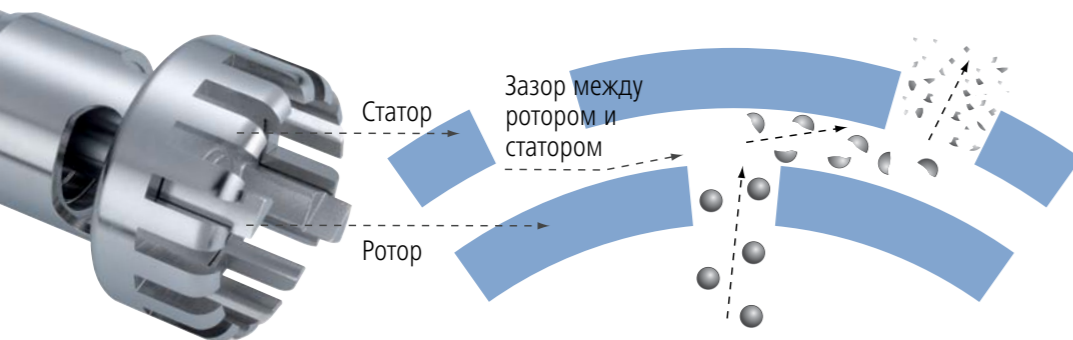 Статор
Зазор между
ротором и
статором
Ротор